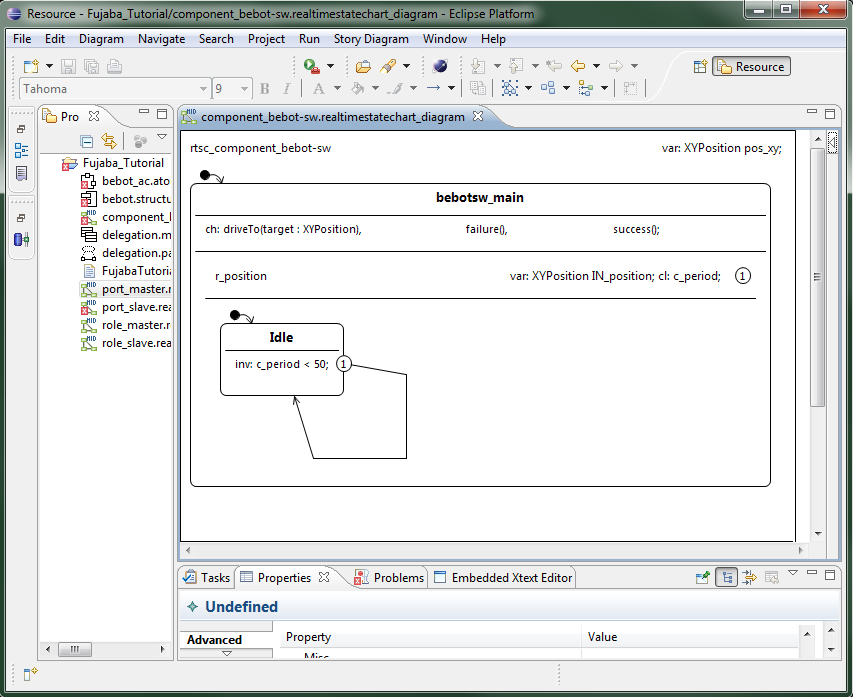 Resource - Fujaba_Tutorial/component_bebot-sw.realtimestatechart_diagram - Eclipse Platform
File Edit Diagram Navigate Search Project Run Story Diagram Window Help
Resource
Tahoma 9 B I A
Pro
component_bebot-sw.realtimestatechart_diagram
Fujaba_Tutorial
bebot_ac.ato
bebot.structu
component_b
delegation.m
delegation.pa
FujabaTutoria
port_master.r
port_slave.rea
role_master.r
role_slave.rea
rtsc_component_bebot-sw var: XYPosition pos_xy;
bebotsw_main
ch: driveTo(target : XYPosition), failure(), success();
r_position var: XYPosition IN_position; cl: c_period; 1
Idle
inv: c_period < 50; 1
Tasks Properties Problems Embedded Xtext Editor
Undefined
Advanced
Property Value
Misc